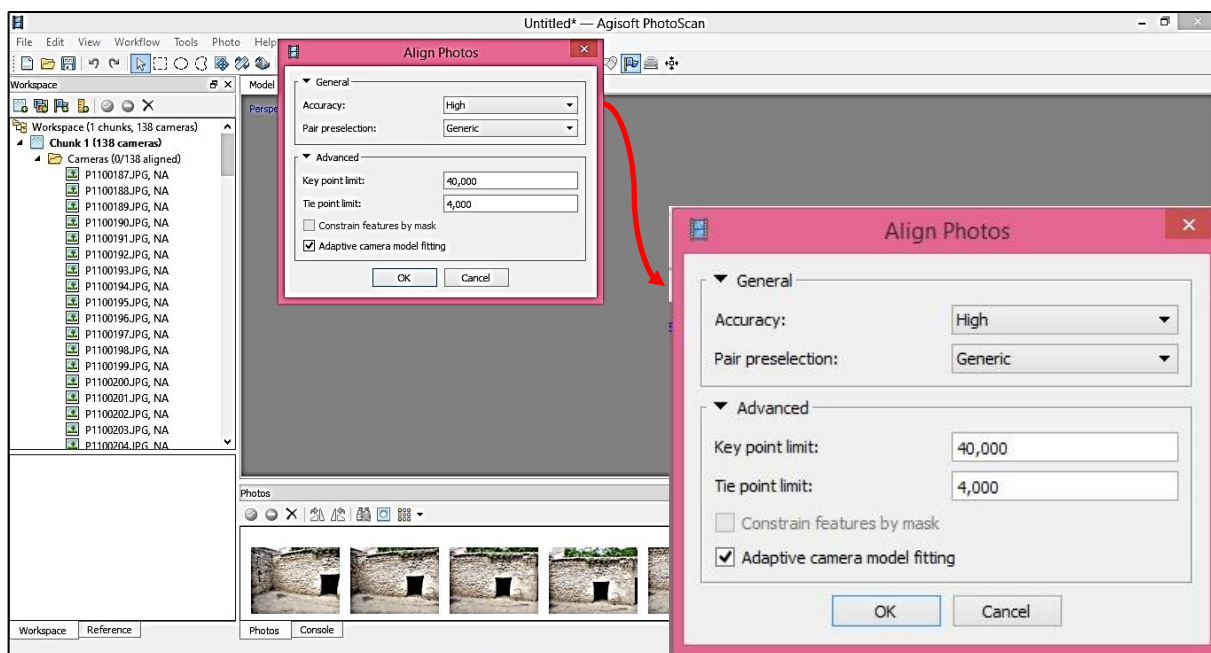 Untitled* — Agisoft PhotoScan
File Edit View Workflow Tools Photo Help
Workspace
Workspace (1 chunks, 138 cameras)
Chunk 1 (138 cameras)
Cameras (0/138 aligned)
P1100187.JPG, NA
P1100188.JPG, NA
P1100189.JPG, NA
P1100190.JPG, NA
P1100191.JPG, NA
P1100192.JPG, NA
P1100193.JPG, NA
P1100194.JPG, NA
P1100195.JPG, NA
P1100196.JPG, NA
P1100197.JPG, NA
P1100198.JPG, NA
P1100199.JPG, NA
P1100200.JPG, NA
P1100201.JPG, NA
P1100202.JPG, NA
P1100203.JPG, NA
P1100204.JPG, NA
Workspace Reference
Model
Perspe
Align Photos
General
Accuracy: High
Pair preselection: Generic
Advanced
Key point limit: 40,000
Tie point limit: 4,000
Constrain features by mask
Adaptive camera model fitting
OK Cancel
Photos
Photos Console
Align Photos
General
Accuracy: High
Pair preselection: Generic
Advanced
Key point limit: 40,000
Tie point limit: 4,000
Constrain features by mask
Adaptive camera model fitting
OK Cancel